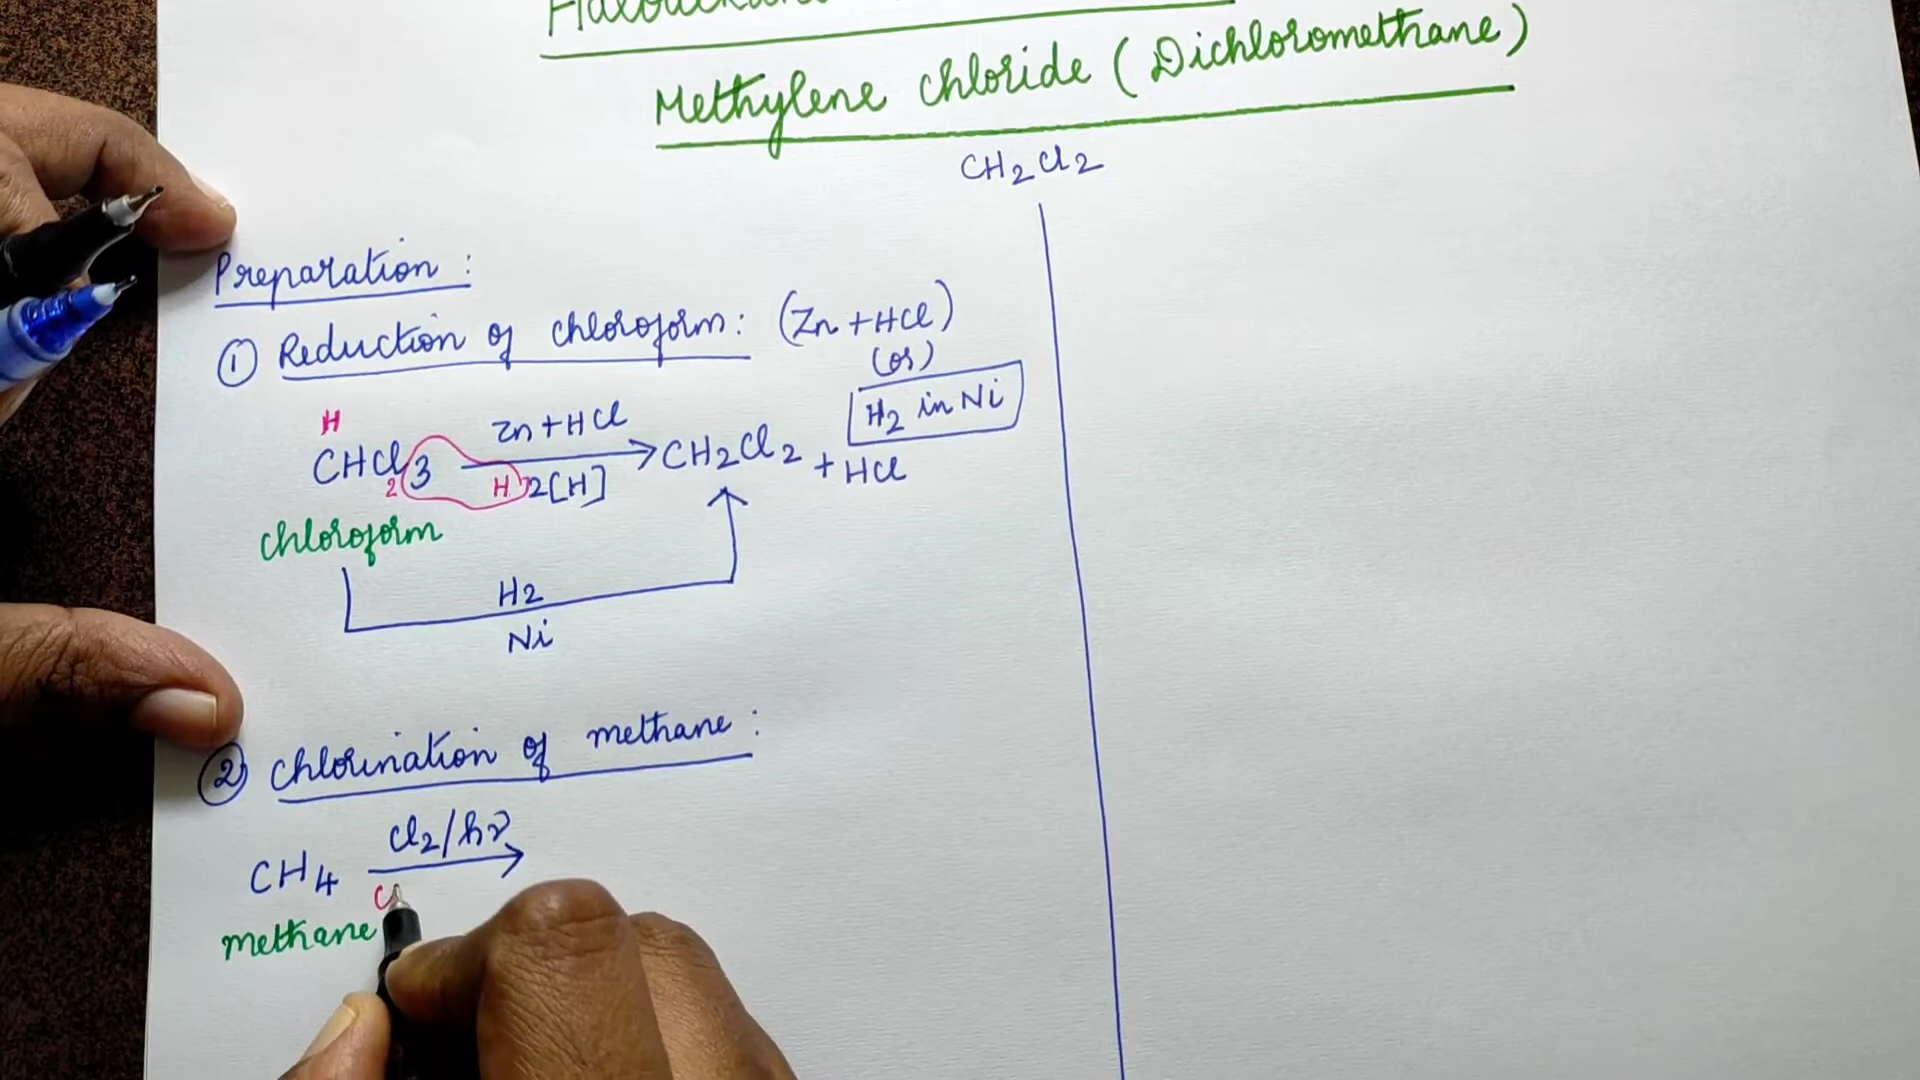 Methylene chloride (Dichloromethane)
CH2Cl2
Preparation :
① Reduction of chloroform : (Zn + HCl)
(or)
H2 in Ni
H
CHCl3 Zn + HCl CH2Cl2 + HCl
2 H 2[H]
chloroform
H2
Ni
② chlorination of methane :
Cl2/hν
CH4
methane